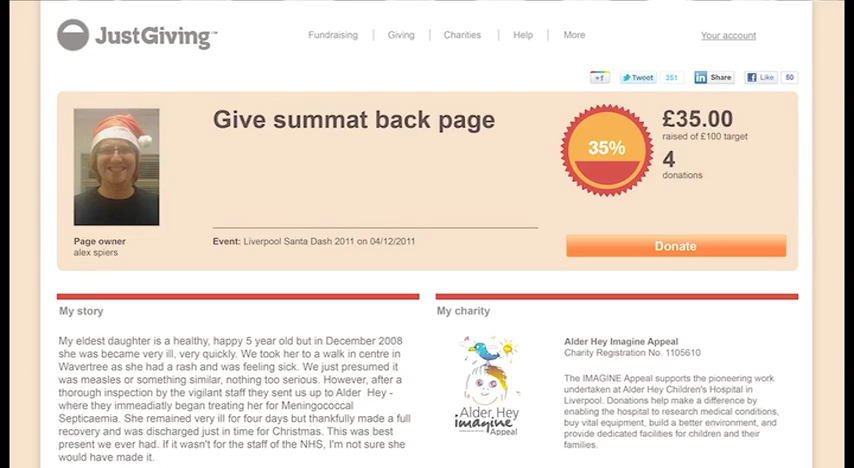 JustGiving™
Fundraising
Giving
Charities
Help
More
Your account
+1
Tweet
351
in Share
f Like
50
Give summat back page
35%
£35.00
raised of £100 target
4
donations
Page owner
alex spiers
Event: Liverpool Santa Dash 2011 on 04/12/2011
Donate
My story
My eldest daughter is a healthy, happy 5 year old but in December 2008
she was became very ill, very quickly. We took her to a walk in centre in
Wavertree as she had a rash and was feeling sick. We just presumed it
was measles or something similar, nothing too serious. However, after a
thorough inspection by the vigilant staff they sent us up to Alder Hey -
where they immeadiatly began treating her for Meningococcal
Septicaemia. She remained very ill for four days but thankfully made a full
recovery and was discharged just in time for Christmas. This was best
present we ever had. If it wasn't for the staff of the NHS, I'm not sure she
would have made it.
My charity
Alder Hey
imagine
Appeal
Alder Hey Imagine Appeal
Charity Registration No. 1105610
The IMAGINE Appeal supports the pioneering work
undertaken at Alder Hey Children's Hospital in
Liverpool. Donations help make a difference by
enabling the hospital to research medical conditions,
buy vital equipment, build a better environment, and
provide dedicated facilities for children and their
families.